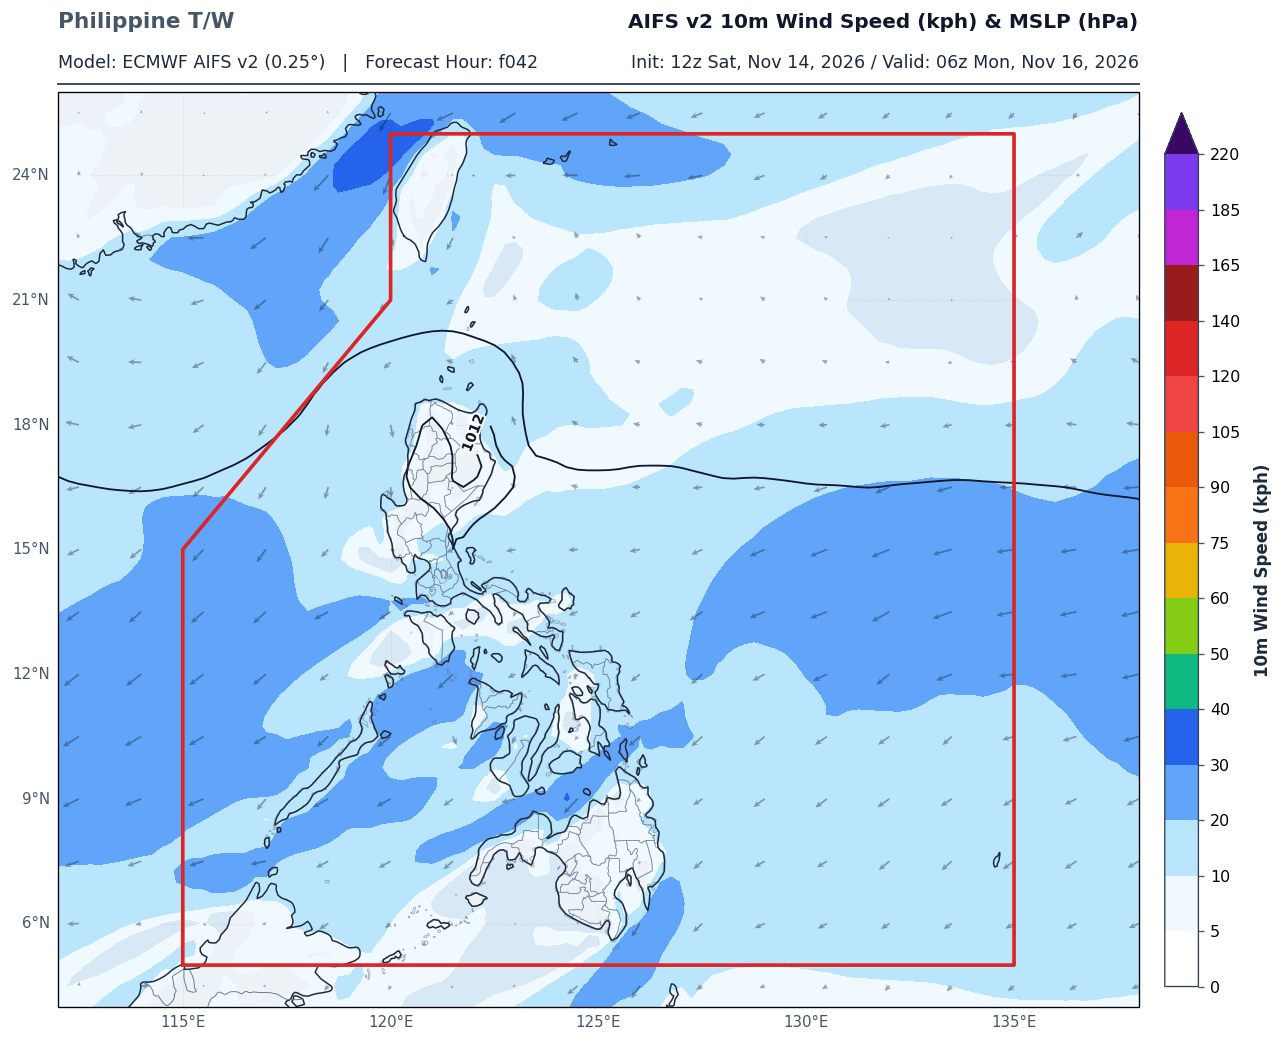 Philippine T/W
AIFS v2 10m Wind Speed (kph) & MSLP (hPa)
Model: ECMWF AIFS v2 (0.25°) | Forecast Hour: f042
Init: 12z Sat, Nov 14, 2026 / Valid: 06z Mon, Nov 16, 2026
24°N
21°N
18°N
15°N
12°N
9°N
6°N
1012
115°E
120°E
125°E
130°E
135°E
220
185
165
140
120
105
90
75
60
50
40
30
20
10
5
0
10m Wind Speed (kph)